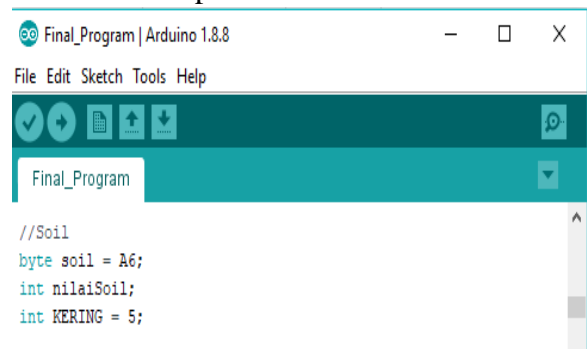 Final_Program | Arduino 1.8.8
File Edit Sketch Tools Help
Final_Program
//Soil
byte soil = A6;
int nilaiSoil;
int KERING = 5;